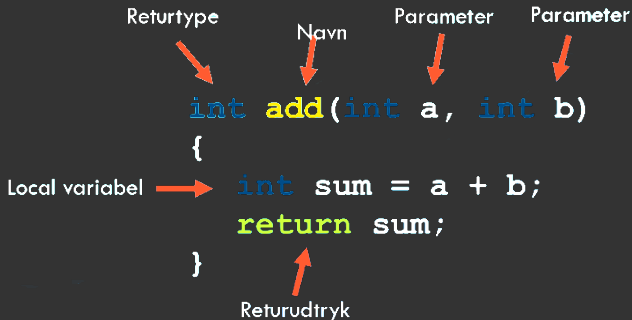 Returtype Navn Parameter Parameter
int add(int a, int b)
{
Local variabel int sum = a + b;
return sum;
}
Returudtryk